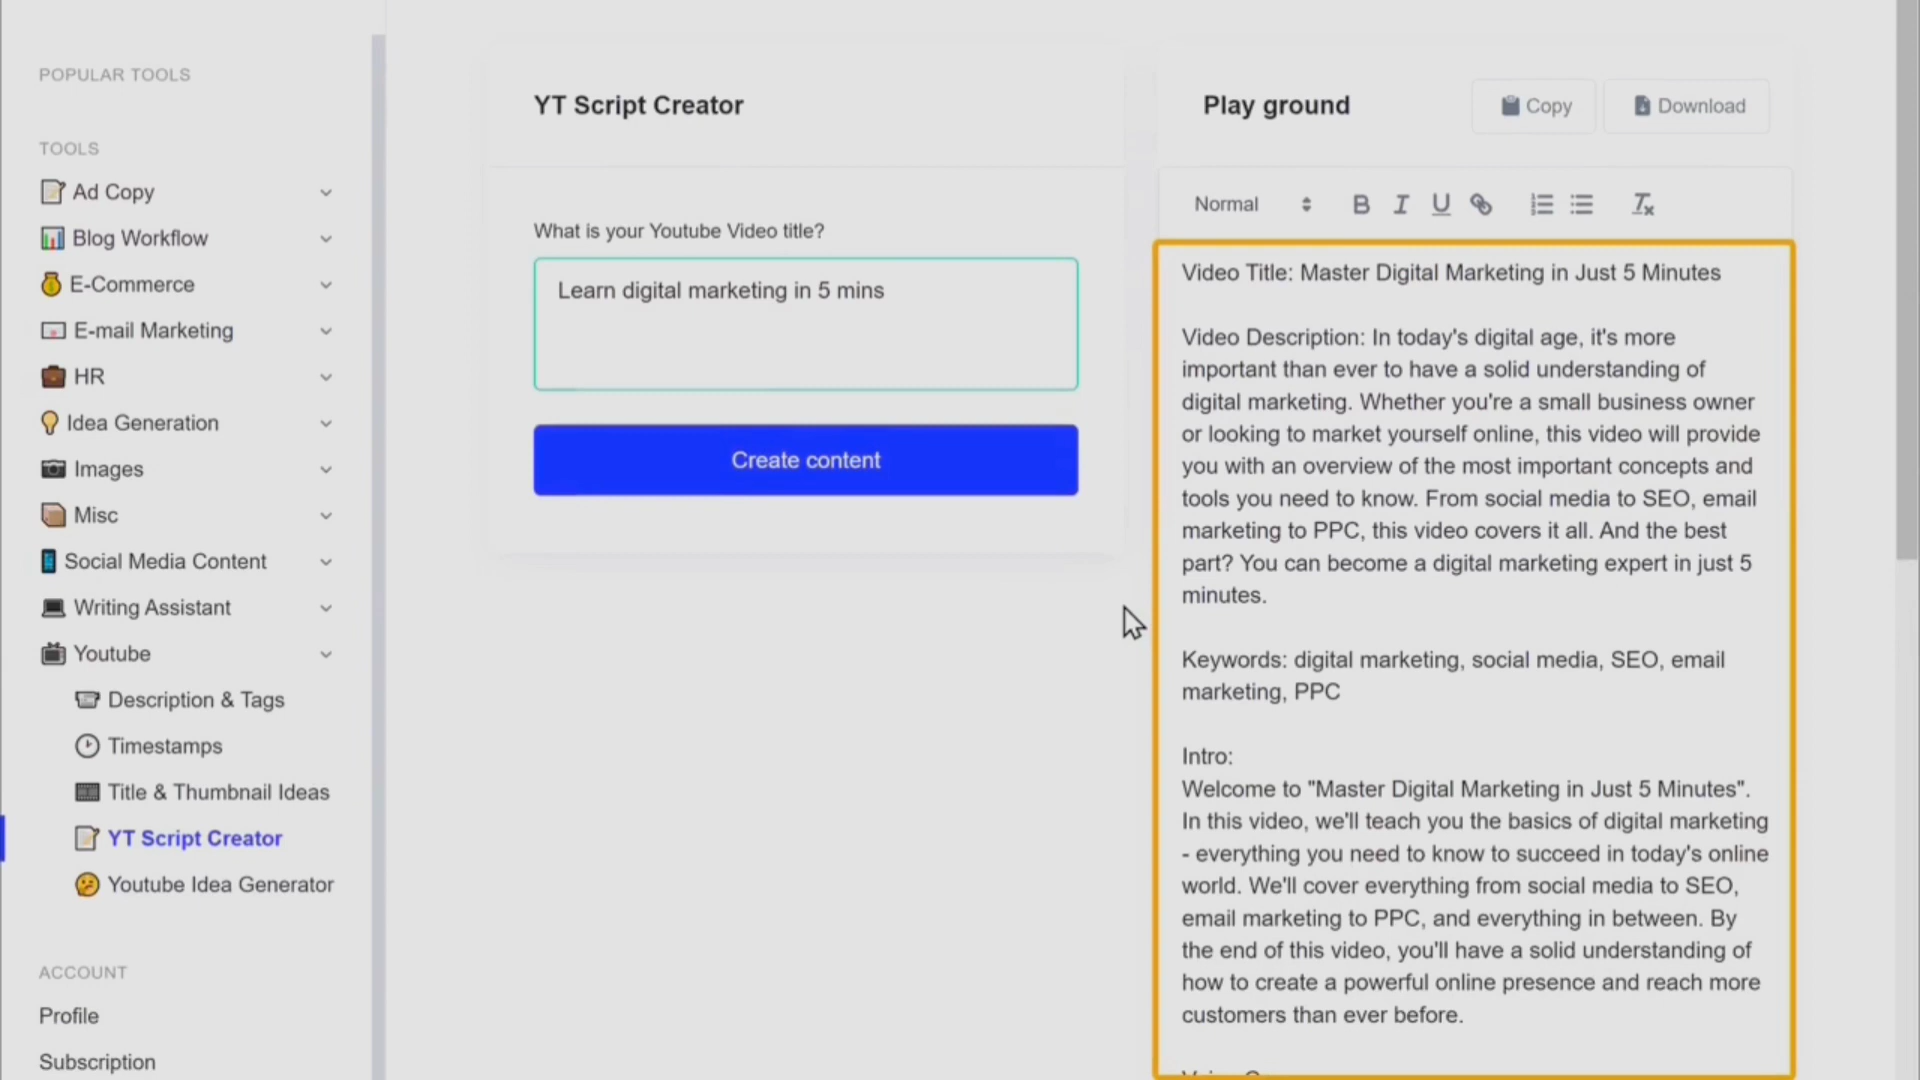 POPULAR TOOLS
TOOLS
Ad Copy
Blog Workflow
E-Commerce
E-mail Marketing
HR
Idea Generation
Images
Misc
Social Media Content
Writing Assistant
Youtube
Description & Tags
Timestamps
Title & Thumbnail Ideas
YT Script Creator
Youtube Idea Generator
ACCOUNT
Profile
Subscription
YT Script Creator
What is your Youtube Video title?
Learn digital marketing in 5 mins
Create content
Play ground
Copy
Download
Normal
Video Title: Master Digital Marketing in Just 5 Minutes
Video Description: In today's digital age, it's more
important than ever to have a solid understanding of
digital marketing. Whether you're a small business owner
or looking to market yourself online, this video will provide
you with an overview of the most important concepts and
tools you need to know. From social media to SEO, email
marketing to PPC, this video covers it all. And the best
part? You can become a digital marketing expert in just 5
minutes.
Keywords: digital marketing, social media, SEO, email
marketing, PPC
Intro:
Welcome to "Master Digital Marketing in Just 5 Minutes".
In this video, we'll teach you the basics of digital marketing
- everything you need to know to succeed in today's online
world. We'll cover everything from social media to SEO,
email marketing to PPC, and everything in between. By
the end of this video, you'll have a solid understanding of
how to create a powerful online presence and reach more
customers than ever before.